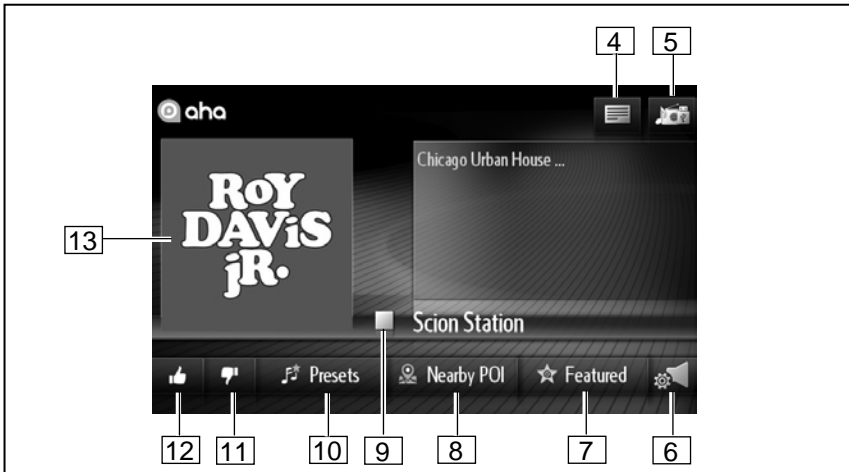 4 5
aha
Chicago Urban House ...
RoY
DAViS
jR.
13
Scion Station
Presets Nearby POI Featured
12 11 10 9 8 7 6